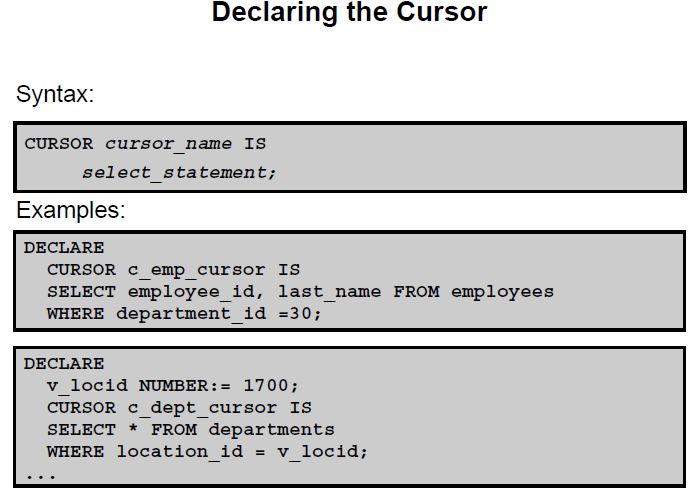 Declaring the Cursor
Syntax:
CURSOR cursor_name IS
select_statement;
Examples:
DECLARE
CURSOR c_emp_cursor IS
SELECT employee_id, last_name FROM employees
WHERE department_id =30;
DECLARE
v_locid NUMBER:= 1700;
CURSOR c_dept_cursor IS
SELECT * FROM departments
WHERE location_id = v_locid;
...